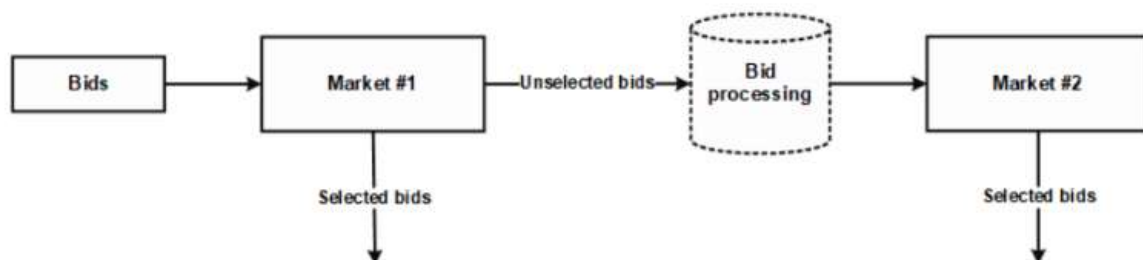 Bids
Market #1
Unselected bids
Bid
processing
Market #2
Selected bids
Selected bids